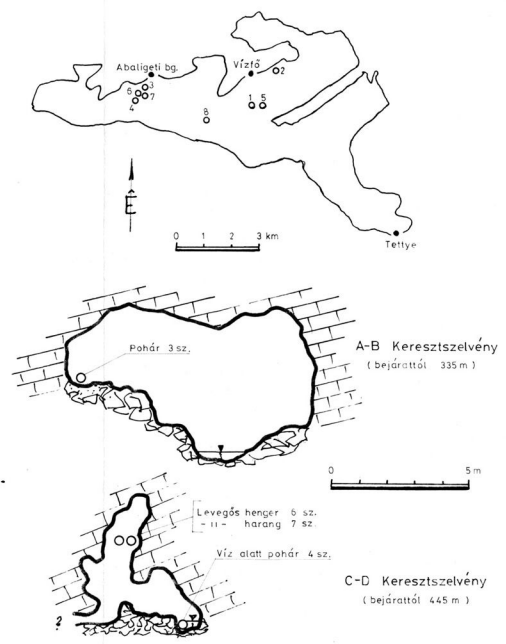 Abaligeti bg.
Vízfő
2
3
6
7
4
1
5
8
Ê
0 1 2 3 km
Tettye
A-B Keresztszelvény
(bejárattól 335 m)
Pohár 3 sz.
0 5 m
Levegős henger 6 sz.
-"- harang 7 sz.
Víz alatt pohár 4 sz.
C-D Keresztszelvény
(bejárattól 445 m)
?